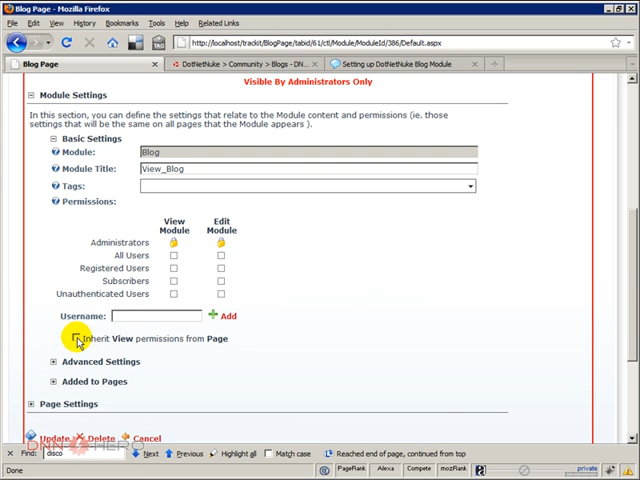 Blog Page - Mozilla Firefox
File Edit View History Bookmarks Tools Help Related Links
http://localhost/trackit/BlogPage/tabid/61/ctl/Module/ModuleId/386/Default.aspx
Blog Page
DotNetNuke > Community > Blogs - DN...
Setting up DotNetNuke Blog Module
Visible By Administrators Only
Module Settings
In this section, you can define the settings that relate to the Module content and permissions (ie. those
settings that will be the same on all pages that the Module appears ).
Basic Settings
Module: Blog
Module Title: View_Blog
Tags:
Permissions:
View Module
Edit Module
Administrators
All Users
Registered Users
Subscribers
Unauthenticated Users
Username: Add
Inherit View permissions from Page
Advanced Settings
Added to Pages
Page Settings
Update Delete Cancel
DNN HERO
Find: disco Next Previous Highlight all Match case Reached end of page, continued from top
Done PageRank Alexa Compete mozRank